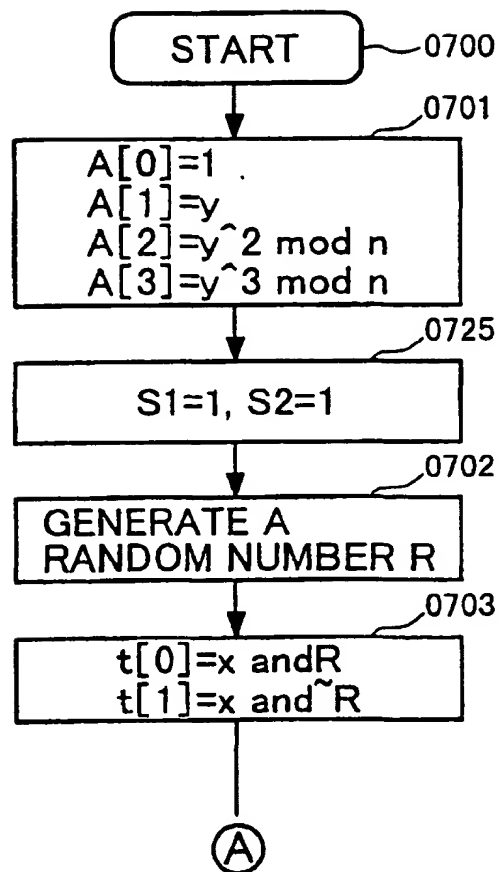 START
0700
0701
A[0]=1
A[1]=y
A[2]=y^2 mod n
A[3]=y^3 mod n
0725
S1=1, S2=1
0702
GENERATE A
RANDOM NUMBER R
0703
t[0]=x andR
t[1]=x and~R
A